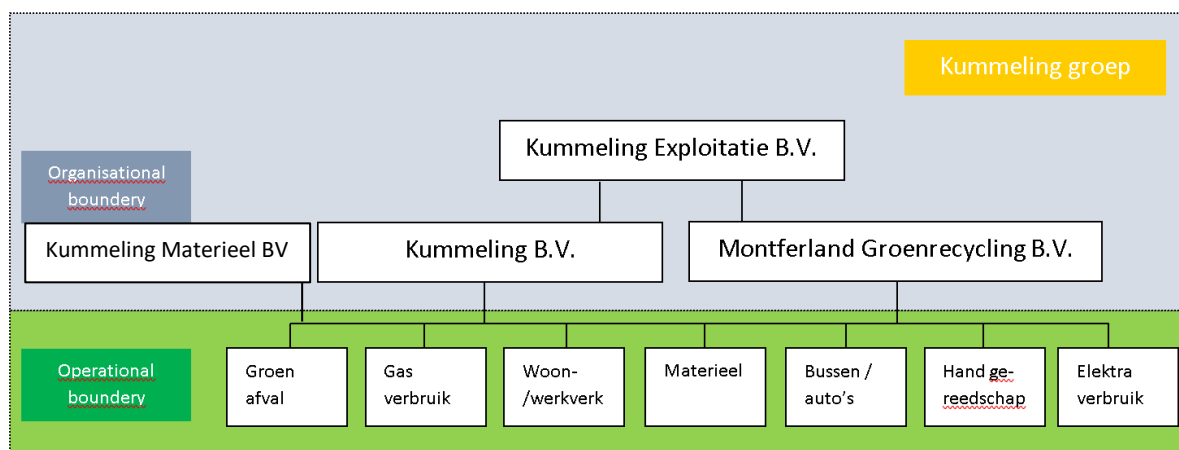 Kummeling groep
Kummeling Exploitatie B.V.
Organisational
boundery
Kummeling Materieel BV
Kummeling B.V.
Montferland Groenrecycling B.V.
Operational
boundery
Groen
afval
Gas
verbruik
Woon-
/werkverk
Materieel
Bussen /
auto's
Hand ge-
reedschap
Elektra
verbruik